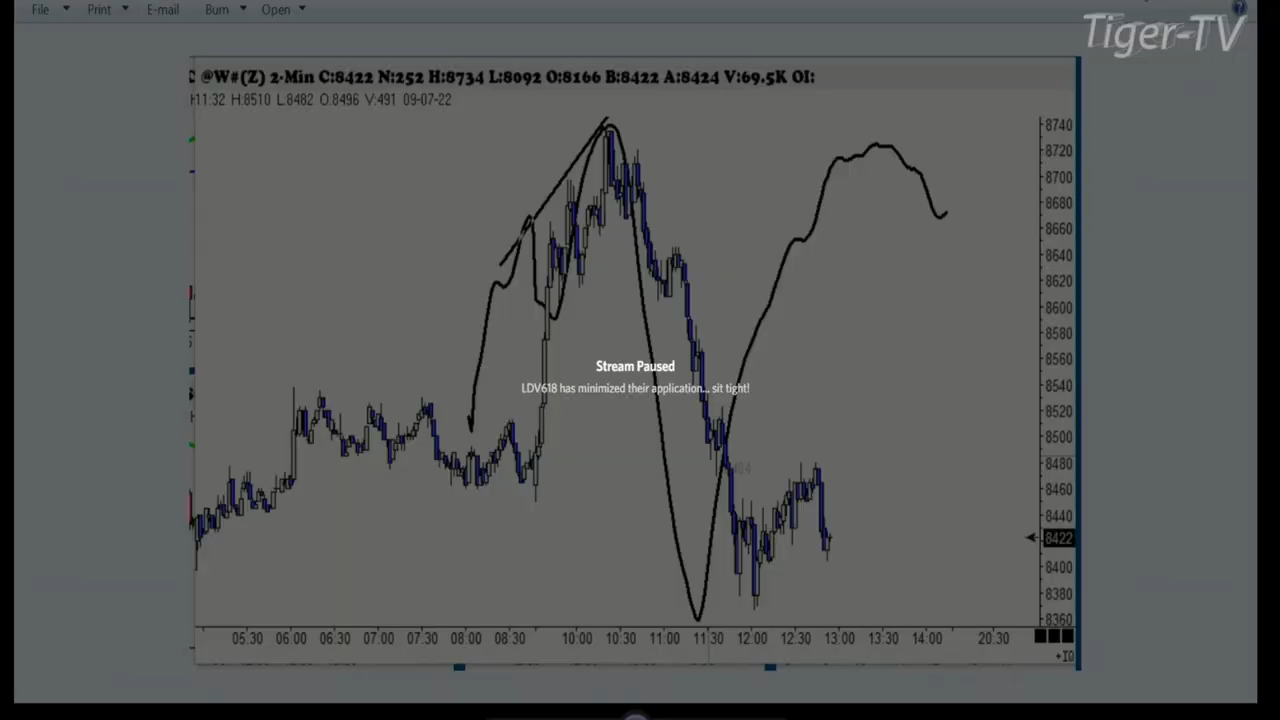 File Print E-mail Burn Open
Tiger-TV
@W#(Z) 2-Min C:8422 N:252 H:8734 L:8092 O:8166 B:8422 A:8424 V:69.5K OI:
11:32 H:8510 L:8482 O:8496 V:491 09-07-22
8740
8720
8700
8680
8660
8640
8620
8600
8580
8560
8540
8520
8500
8480
8460
8440
8422
8400
8380
8360
Stream Paused
LDV618 has minimized their application... sit tight!
05:30 06:00 06:30 07:00 07:30 08:00 08:30 10:00 10:30 11:00 11:30 12:00 12:30 13:00 13:30 14:00 20:30